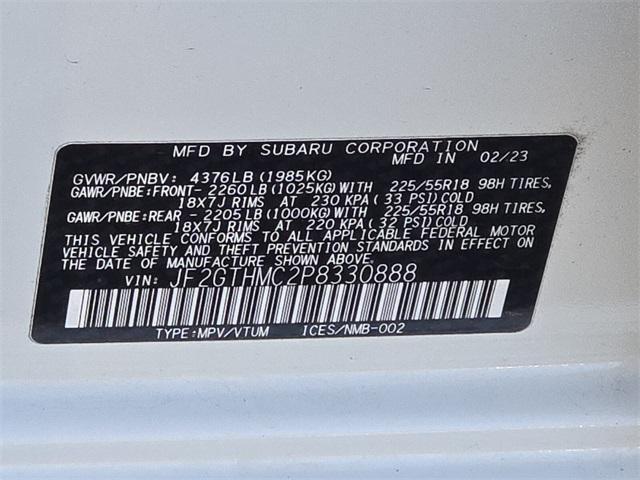 MFD BY SUBARU CORPORATION
MFD IN 02/23
GVWR/PNBV: 4376LB(1985KG)
GAWR/PNBE:FRONT- 2260LB(1025KG)WITH 225/55R18 98H TIRES,
18X7J RIMS AT 230 KPA(33 PSI)COLD
GAWR/PNBE:REAR - 2205LB(1000KG)WITH 225/55R18 98H TIRES,
18X7J RIMS AT 220 KPA(32 PSI)COLD
THIS VEHICLE CONFORMS TO ALL APPLICABLE FEDERAL MOTOR
VEHICLE SAFETY AND THEFT PREVENTION STANDARDS IN EFFECT ON
THE DATE OF MANUFACTURE SHOWN ABOVE.
VIN: JF2GTHMC2P8330888
TYPE:MPV/VTUM ICES/NMB-002